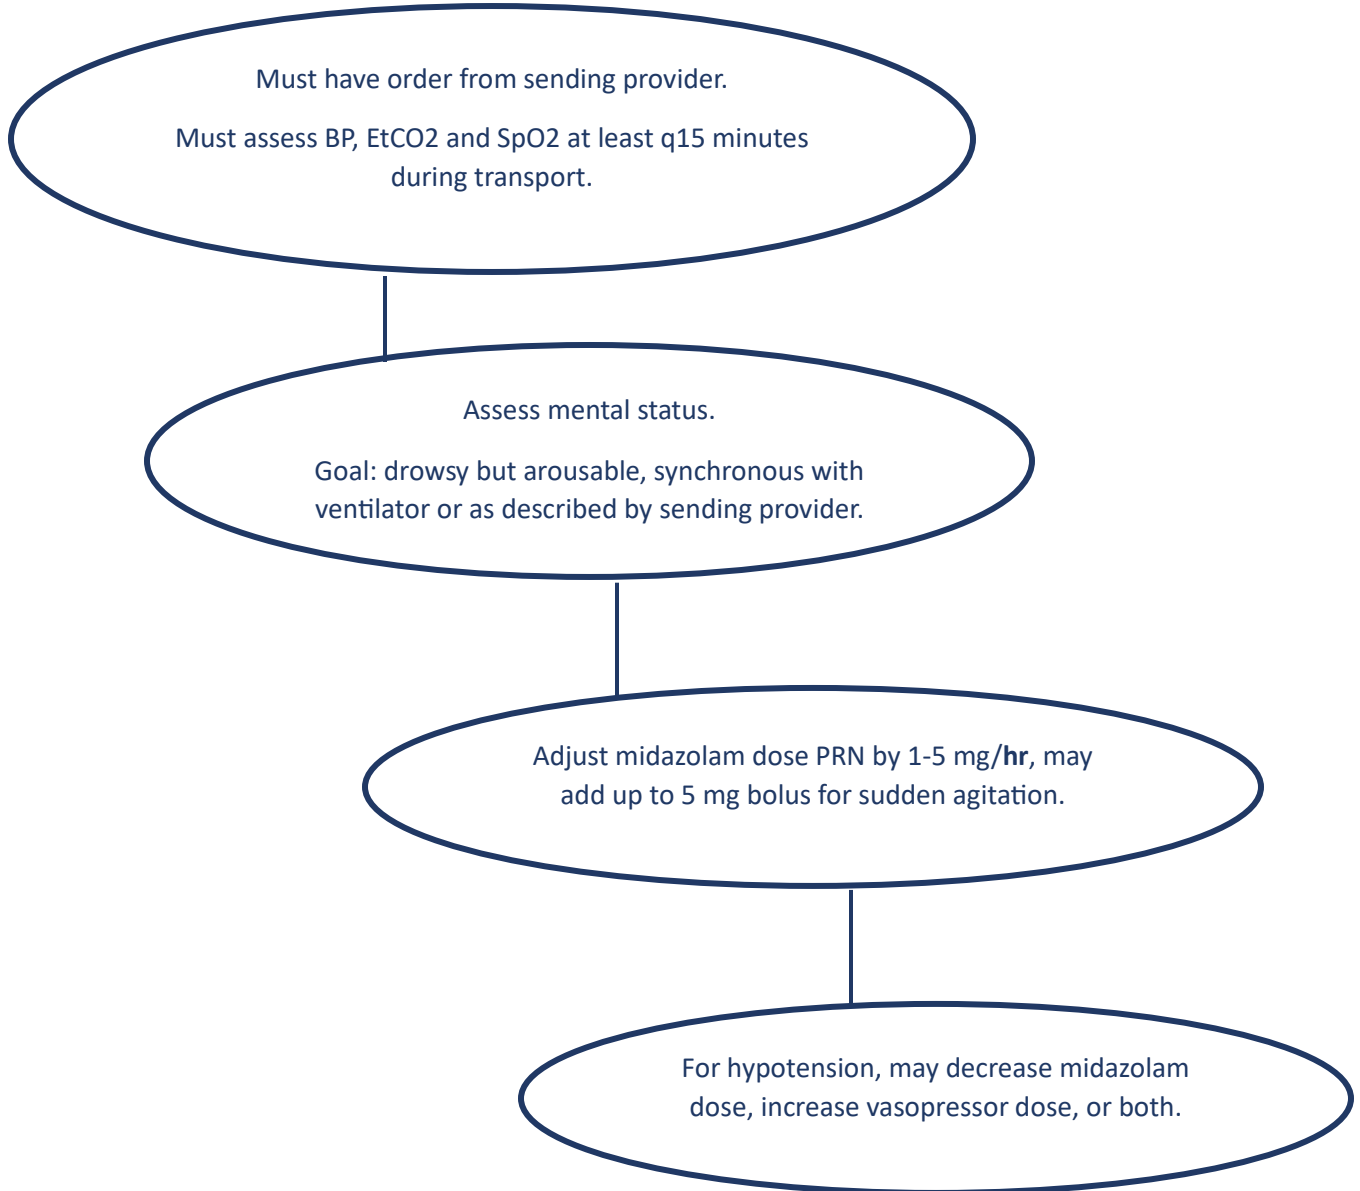 Must have order from sending provider.
Must assess BP, EtCO2 and SpO2 at least q15 minutes
during transport.
Assess mental status.
Goal: drowsy but arousable, synchronous with
ventilator or as described by sending provider.
Adjust midazolam dose PRN by 1-5 mg/hr, may
add up to 5 mg bolus for sudden agitation.
For hypotension, may decrease midazolam
dose, increase vasopressor dose, or both.